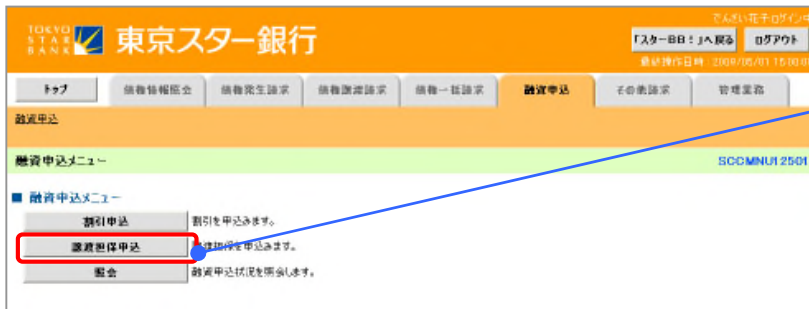 TOKYO
STAR
BANK
東京スター銀行
でんさい花子ログイン中
「スターBB!」へ戻る ログアウト
最終操作日時:2009/05/01 15:00:0
トップ 債権情報照会 債権発生請求 債権譲渡請求 債権一括請求 融資申込 その他請求 管理業務
融資申込
融資申込メニュー SCCMNU12501
■ 融資申込メニュー
割引申込 割引を申込みます。
譲渡担保申込 譲渡担保を申込みます。
照会 融資申込状況を照会します。